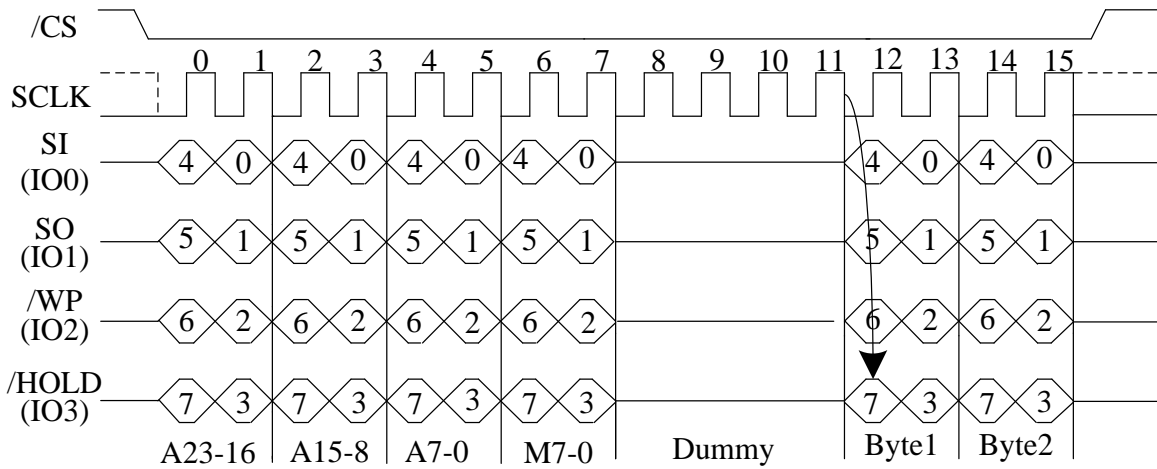 /CS
0 1 2 3 4 5 6 7 8 9 10 11 12 13 14 15
SCLK
SI
(IO0)
4 0 4 0 4 0 4 0 4 0 4 0
SO
(IO1)
5 1 5 1 5 1 5 1 5 1 5 1
/WP
(IO2)
6 2 6 2 6 2 6 2 6 2 6 2
/HOLD
(IO3)
7 3 7 3 7 3 7 3 7 3 7 3
A23-16 A15-8 A7-0 M7-0 Dummy Byte1 Byte2